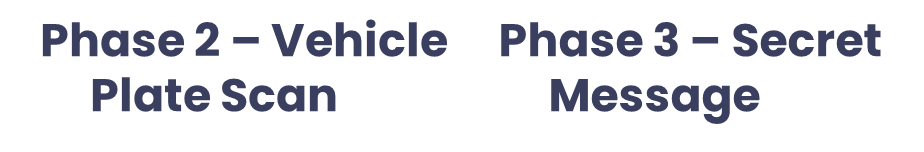 Phase 2 – Vehicle
Plate Scan
Phase 3 – Secret
Message